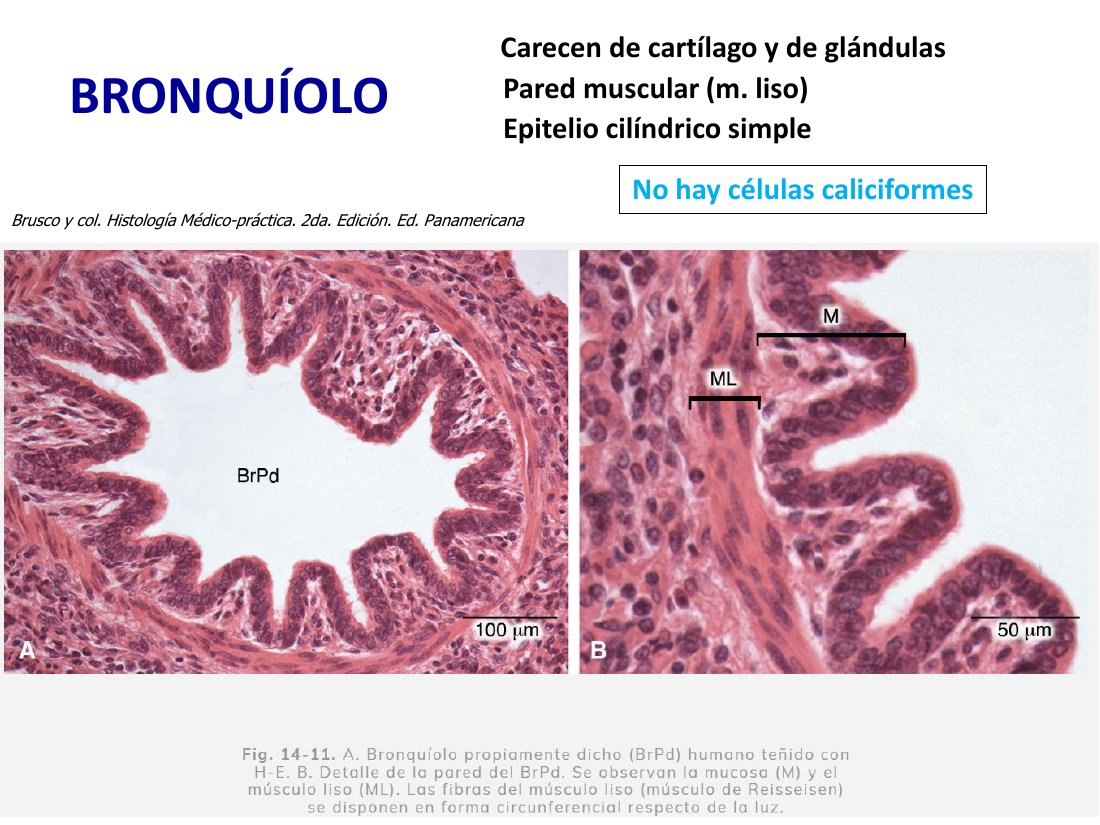 BRONQUÍOLO
Carecen de cartílago y de glándulas
Pared muscular (m. liso)
Epitelio cilíndrico simple
No hay células caliciformes
Brusco y col. Histología Médico-práctica. 2da. Edición. Ed. Panamericana
BrPd
100 µm
A
M
ML
50 µm
B
Fig. 14-11. A. Bronquíolo propiamente dicho (BrPd) humano teñido con
H-E. B. Detalle de la pared del BrPd. Se observan la mucosa (M) y el
músculo liso (ML). Las fibras del músculo liso (músculo de Reisseisen)
se disponen en forma circunferencial respecto de la luz.